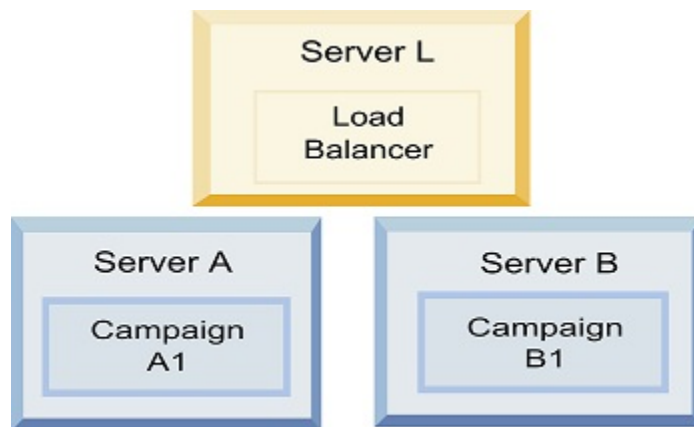 Server L
Load
Balancer
Server A
Campaign
A1
Server B
Campaign
B1